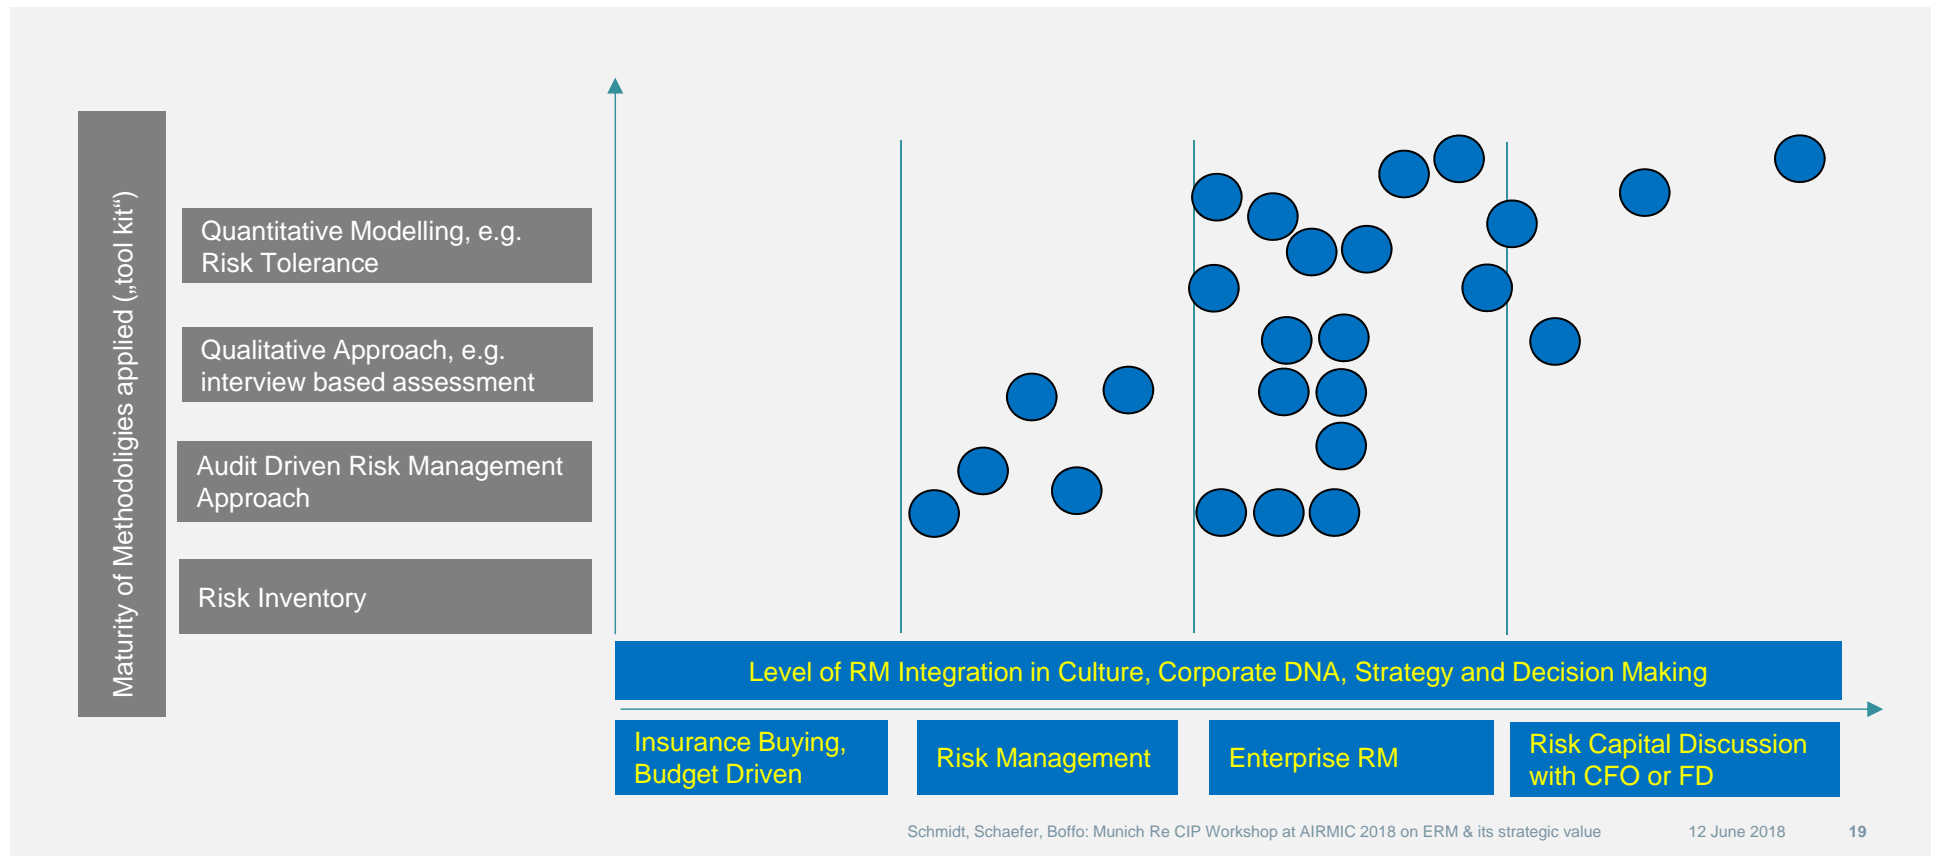 Maturity of Methodoligies applied („tool kit“)
Quantitative Modelling, e.g.
Risk Tolerance
Qualitative Approach, e.g.
interview based assessment
Audit Driven Risk Management
Approach
Risk Inventory
Level of RM Integration in Culture, Corporate DNA, Strategy and Decision Making
Insurance Buying,
Budget Driven
Risk Management
Enterprise RM
Risk Capital Discussion
with CFO or FD
Schmidt, Schaefer, Boffo: Munich Re CIP Workshop at AIRMIC 2018 on ERM & its strategic value
12 June 2018
19